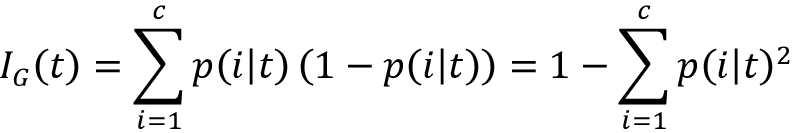 I_G(t) = \sum_{i=1}^{c} p(i|t) (1 − p(i|t)) = 1 − \sum_{i=1}^{c} p(i|t)^2